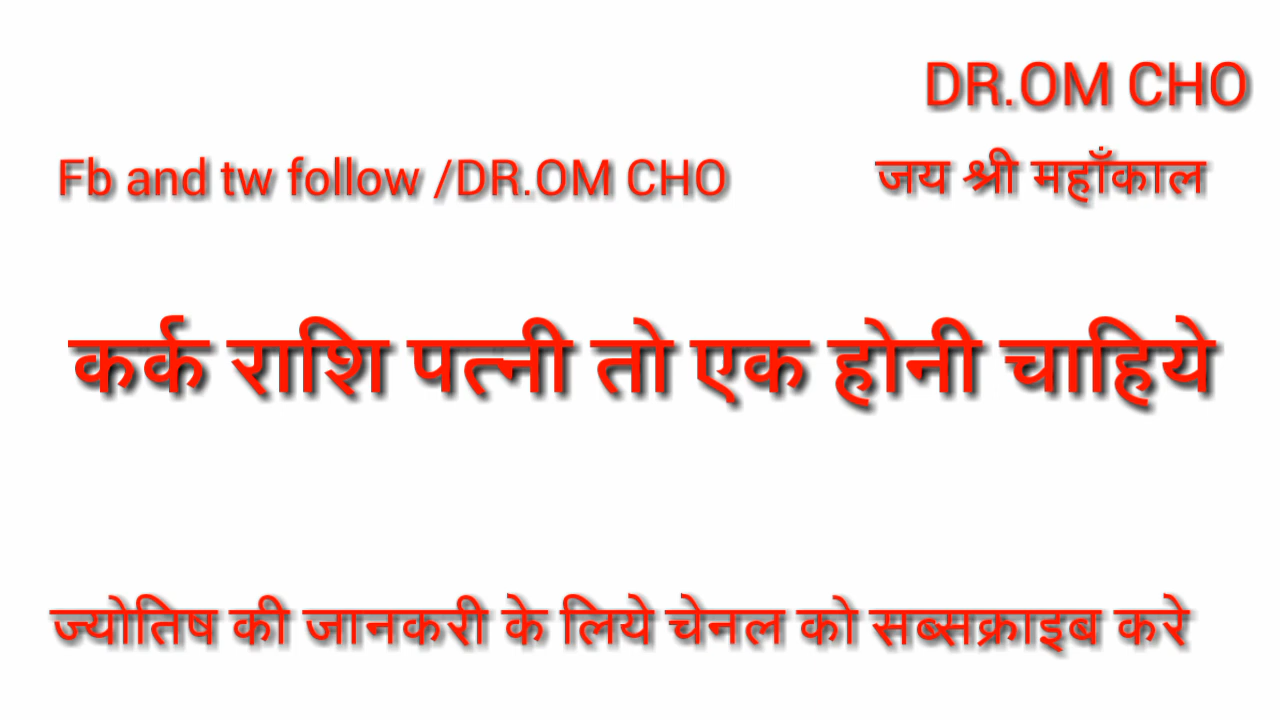 DR.OM CHO
Fb and tw follow /DR.OM CHO
जय श्री महाँकाल
कर्क राशि पत्नी तो एक होनी चाहिये
ज्योतिष की जानकरी के लिये चेनल को सब्सक्राइब करे